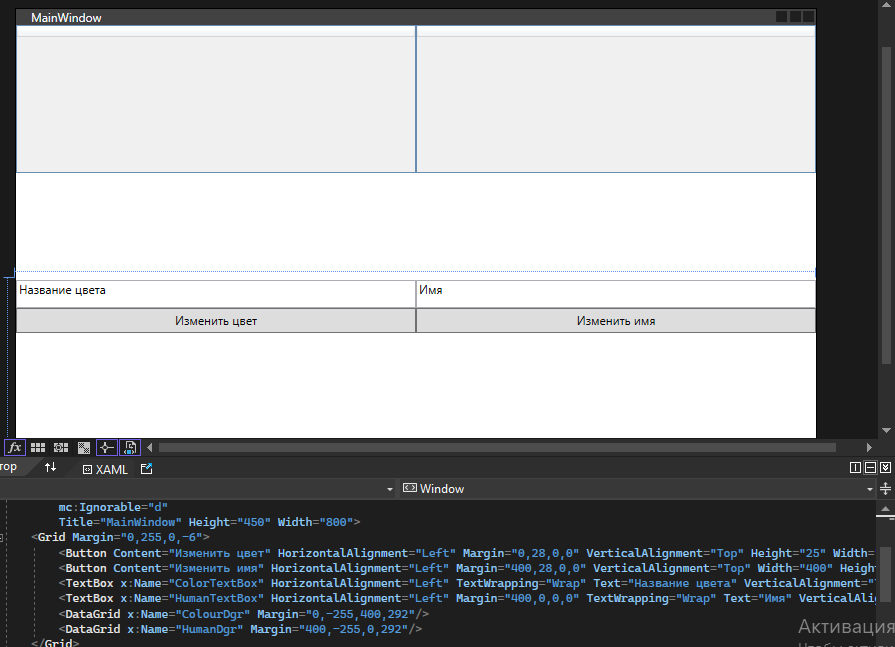 MainWindow
Название цвета Имя
Изменить цвет Изменить имя
fx
тор XAML
Window
mc:Ignorable="d"
Title="MainWindow" Height="450" Width="800">
<Grid Margin="0,255,0,-6">
<Button Content="Изменить цвет" HorizontalAlignment="Left" Margin="0,28,0,0" VerticalAlignment="Top" Height="25" Width=
<Button Content="Изменить имя" HorizontalAlignment="Left" Margin="400,28,0,0" VerticalAlignment="Top" Width="400" Heigh
<TextBox x:Name="ColorTextBox" HorizontalAlignment="Left" TextWrapping="Wrap" Text="Название цвета" VerticalAlignment="
<TextBox x:Name="HumanTextBox" HorizontalAlignment="Left" Margin="400,0,0,0" TextWrapping="Wrap" Text="Имя" VerticalAli
<DataGrid x:Name="ColourDgr" Margin="0,-255,400,292"/>
<DataGrid x:Name="HumanDgr" Margin="400,-255,0,292"/>
</Grid>
Активация